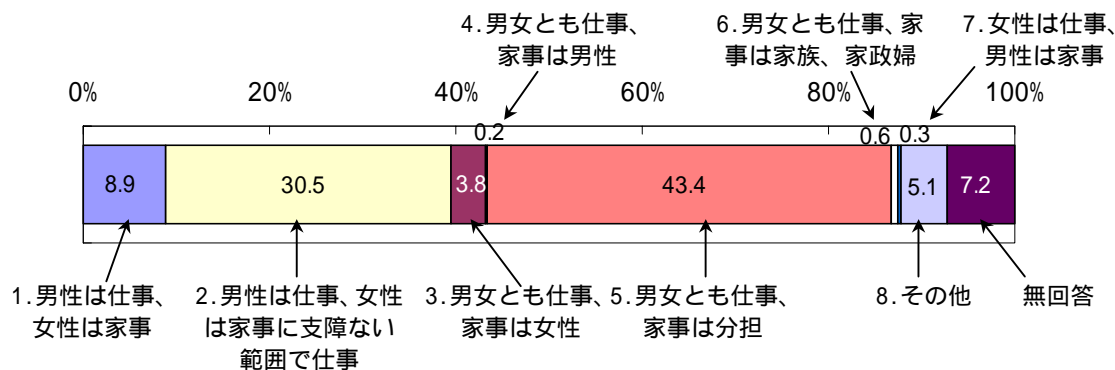 4.男女とも仕事、
家事は男性
6.男女とも仕事、家
事は家族、家政婦
7.女性は仕事、
男性は家事
0%
20%
40%
60%
80%
100%
0.2
0.6
0.3
8.9
30.5
3.8
43.4
5.1
7.2
1.男性は仕事、
女性は家事
2.男性は仕事、女性
は家事に支障ない
範囲で仕事
3.男女とも仕事、
家事は女性
5.男女とも仕事、
家事は分担
8.その他
無回答